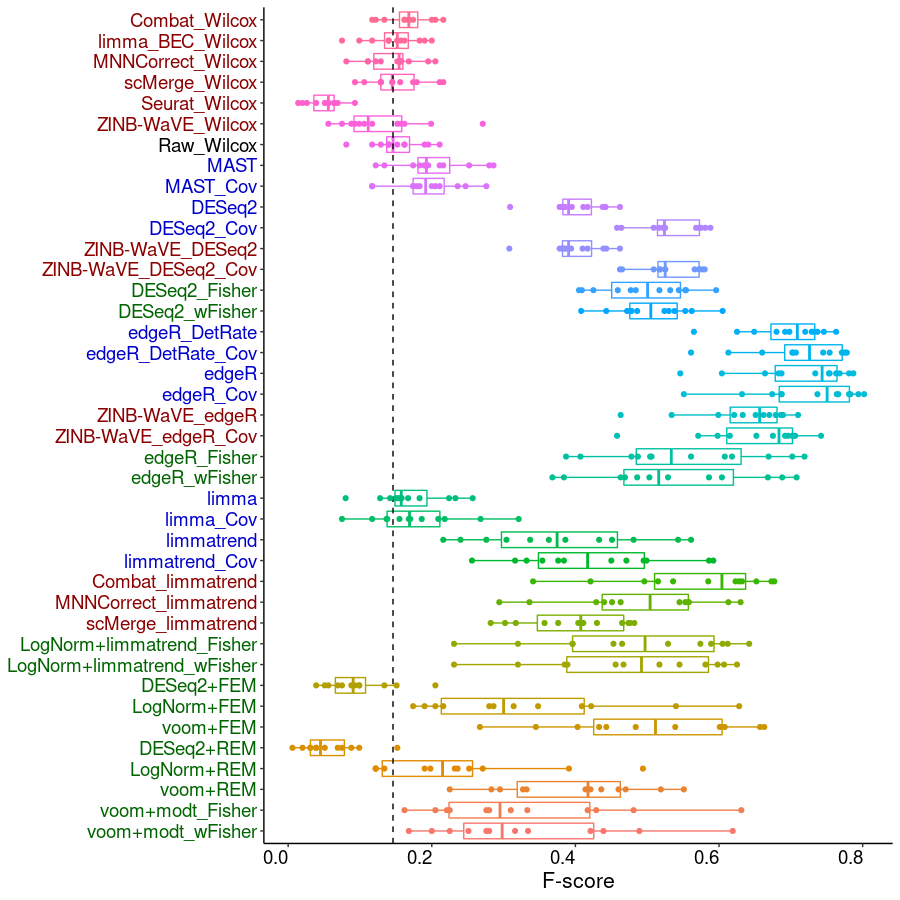 Combat_Wilcox
limma_BEC_Wilcox
MNNCorrect_Wilcox
scMerge_Wilcox
Seurat_Wilcox
ZINB-WaVE_Wilcox
Raw_Wilcox
MAST
MAST_Cov
DESeq2
DESeq2_Cov
ZINB-WaVE_DESeq2
ZINB-WaVE_DESeq2_Cov
DESeq2_Fisher
DESeq2_wFisher
edgeR_DetRate
edgeR_DetRate_Cov
edgeR
edgeR_Cov
ZINB-WaVE_edgeR
ZINB-WaVE_edgeR_Cov
edgeR_Fisher
edgeR_wFisher
limma
limma_Cov
limmatrend
limmatrend_Cov
Combat_limmatrend
MNNCorrect_limmatrend
scMerge_limmatrend
LogNorm+limmatrend_Fisher
LogNorm+limmatrend_wFisher
DESeq2+FEM
LogNorm+FEM
voom+FEM
DESeq2+REM
LogNorm+REM
voom+REM
voom+modt_Fisher
voom+modt_wFisher
0.0 0.2 0.4 0.6 0.8
F-score